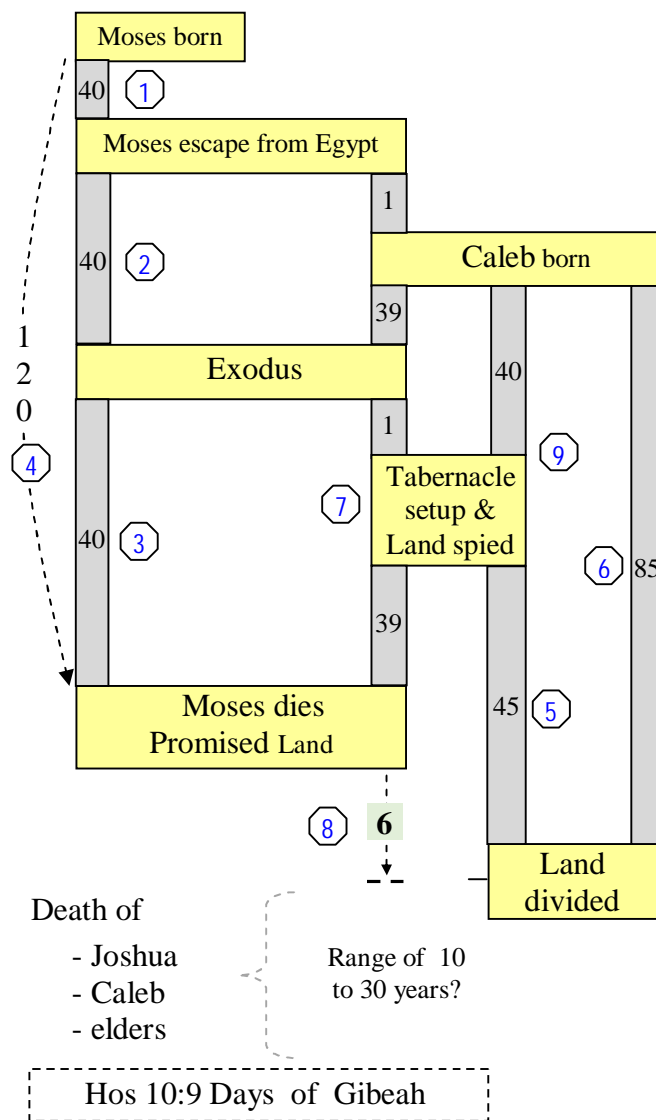 Moses born
40
1
Moses escape from Egypt
1
40
2
Caleb born
39
1
2
0
Exodus
40
1
9
4
7
Tabernacle
setup &
Land spied
40
3
6
85
39
Moses dies
Promised Land
45
5
8
6
Land
divided
Death of
- Joshua
- Caleb
- elders
Range of 10
to 30 years?
Hos 10:9 Days of Gibeah